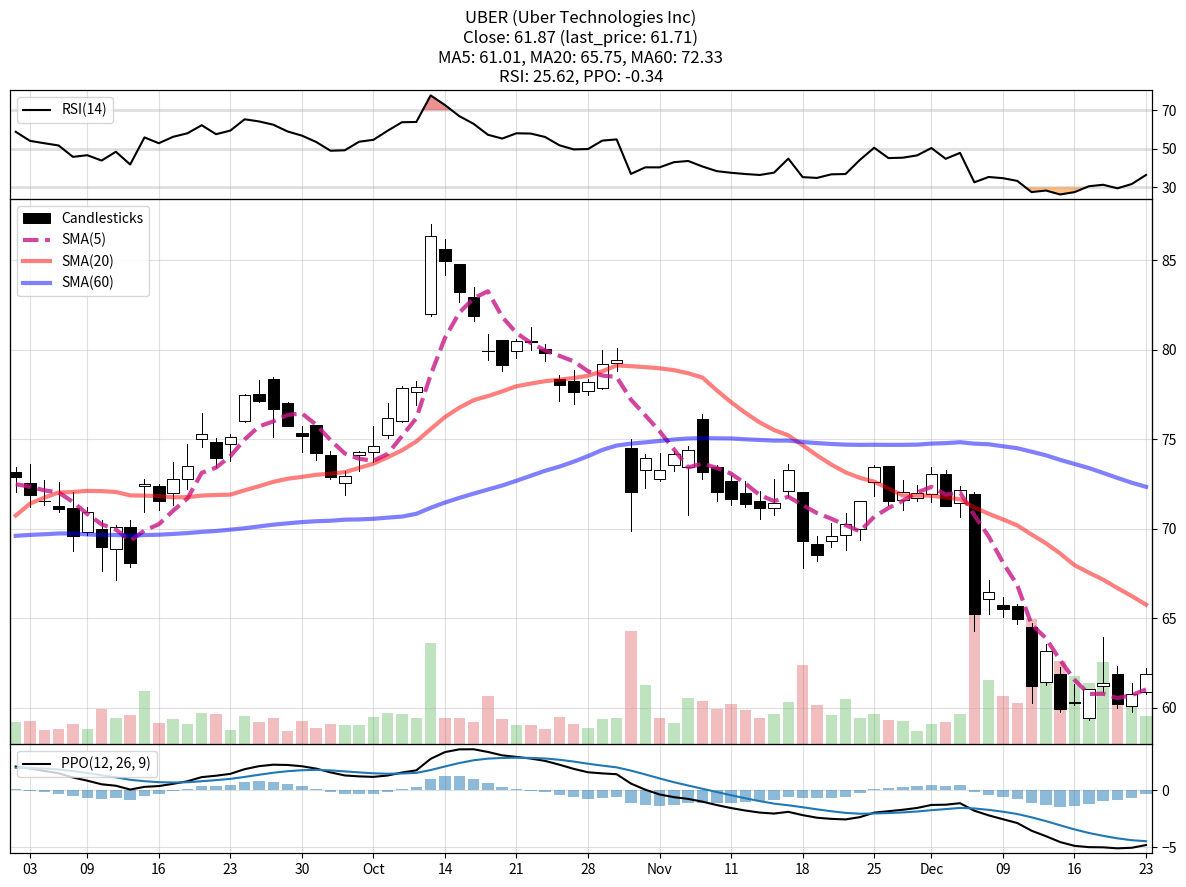 UBER (Uber Technologies Inc)
Close: 61.87 (last_price: 61.71)
MA5: 61.01, MA20: 65.75, MA60: 72.33
RSI: 25.62, PPO: -0.34
RSI(14)
70
50
30
Candlesticks
SMA(5)
SMA(20)
SMA(60)
85
80
75
70
65
60
PPO(12, 26, 9)
0
−5
03 09 16 23 30 Oct 14 21 28 Nov 11 18 25 Dec 09 16 23